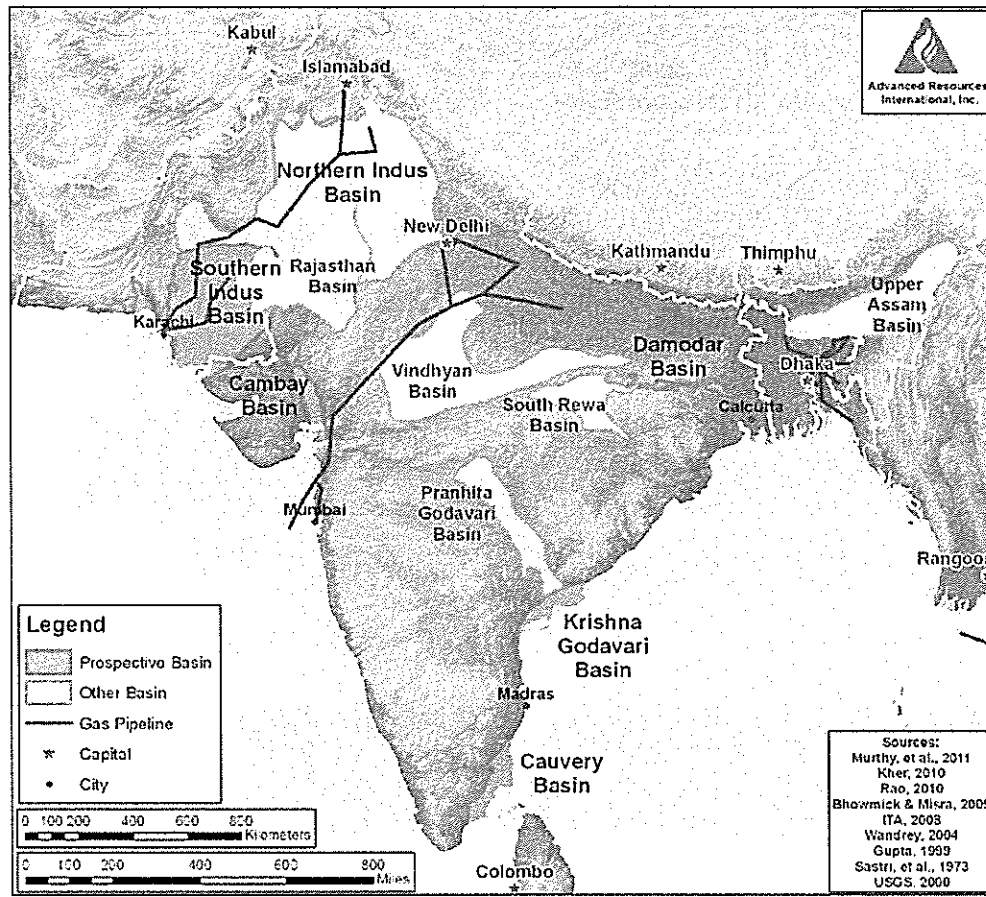 Kabul
Islamabad
Advanced Resources
International, Inc.
Northern Indus
Basin
New Delhi
Kathmandu
Thimphu
Southern
Indus
Basin
Rajasthan
Basin
Upper
Assam
Basin
Karachi
Damodar
Basin
Dhaka
Vindhyan
Basin
Cambay
Basin
South Rewa
Basin
Calcutta
Pranhita
Godavari
Basin
Mumbai
Rangoon
Krishna
Godavari
Basin
Madras
Cauvery
Basin
Colombo
Legend
Prospective Basin
Other Basin
Gas Pipeline
Capital
City
0 100 200 400 600 800
Kilometers
0 100 200 400 600 800
Miles
Sources:
Murthy, et al., 2011
Kher, 2010
Rao, 2010
Bhowmick & Misra, 2009
ITA, 2008
Wandrey, 2004
Gupta, 1999
Sastri, et al., 1973
USGS, 2000